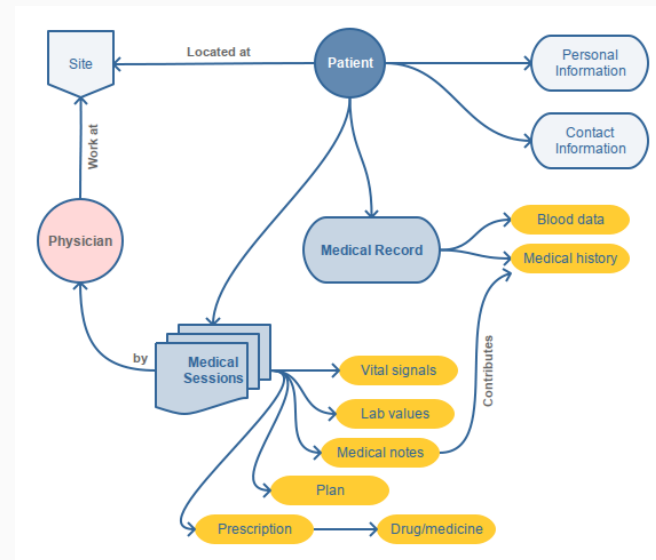 Located at
Site
Patient
Personal
Information
Contact
Information
Work at
Physician
Medical Record
Blood data
Medical history
by
Medical
Sessions
Vital signals
Contributes
Lab values
Medical notes
Plan
Prescription
Drug/medicine